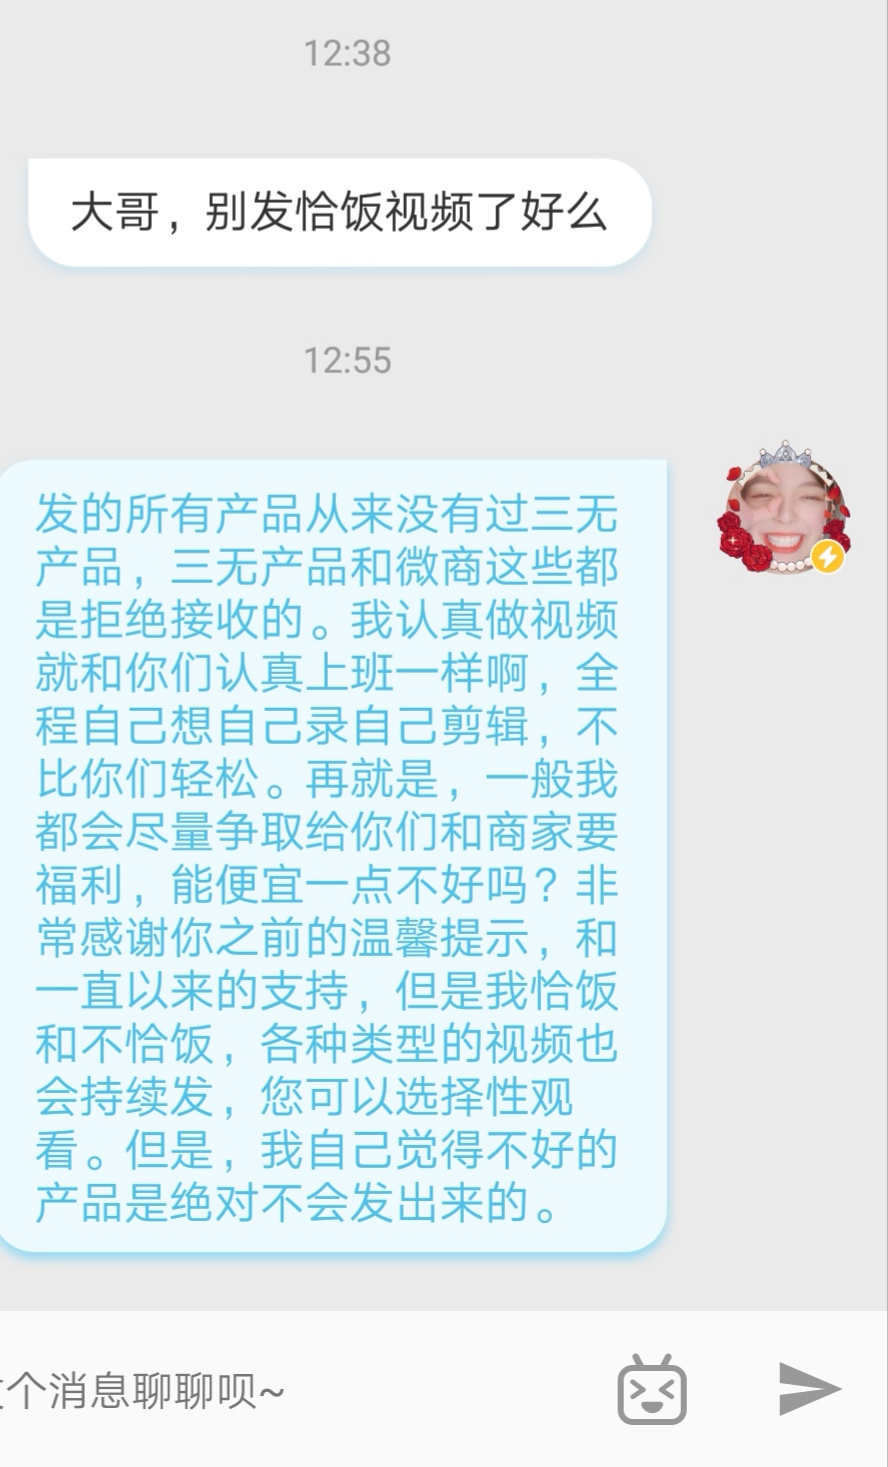 12:38
大哥，别发恰饭视频了好么
12:55
发的所有产品从来没有过三无
产品，三无产品和微商这些都
是拒绝接收的。我认真做视频
就和你们认真上班一样啊，全
程自己想自己录自己剪辑，不
比你们轻松。再就是，一般我
都会尽量争取给你们和商家要
福利，能便宜一点不好吗？非
常感谢你之前的温馨提示，和
一直以来的支持，但是我恰饭
和不恰饭，各种类型的视频也
会持续发，您可以选择性观
看。但是，我自己觉得不好的
产品是绝对不会发出来的。
个消息聊聊呗~